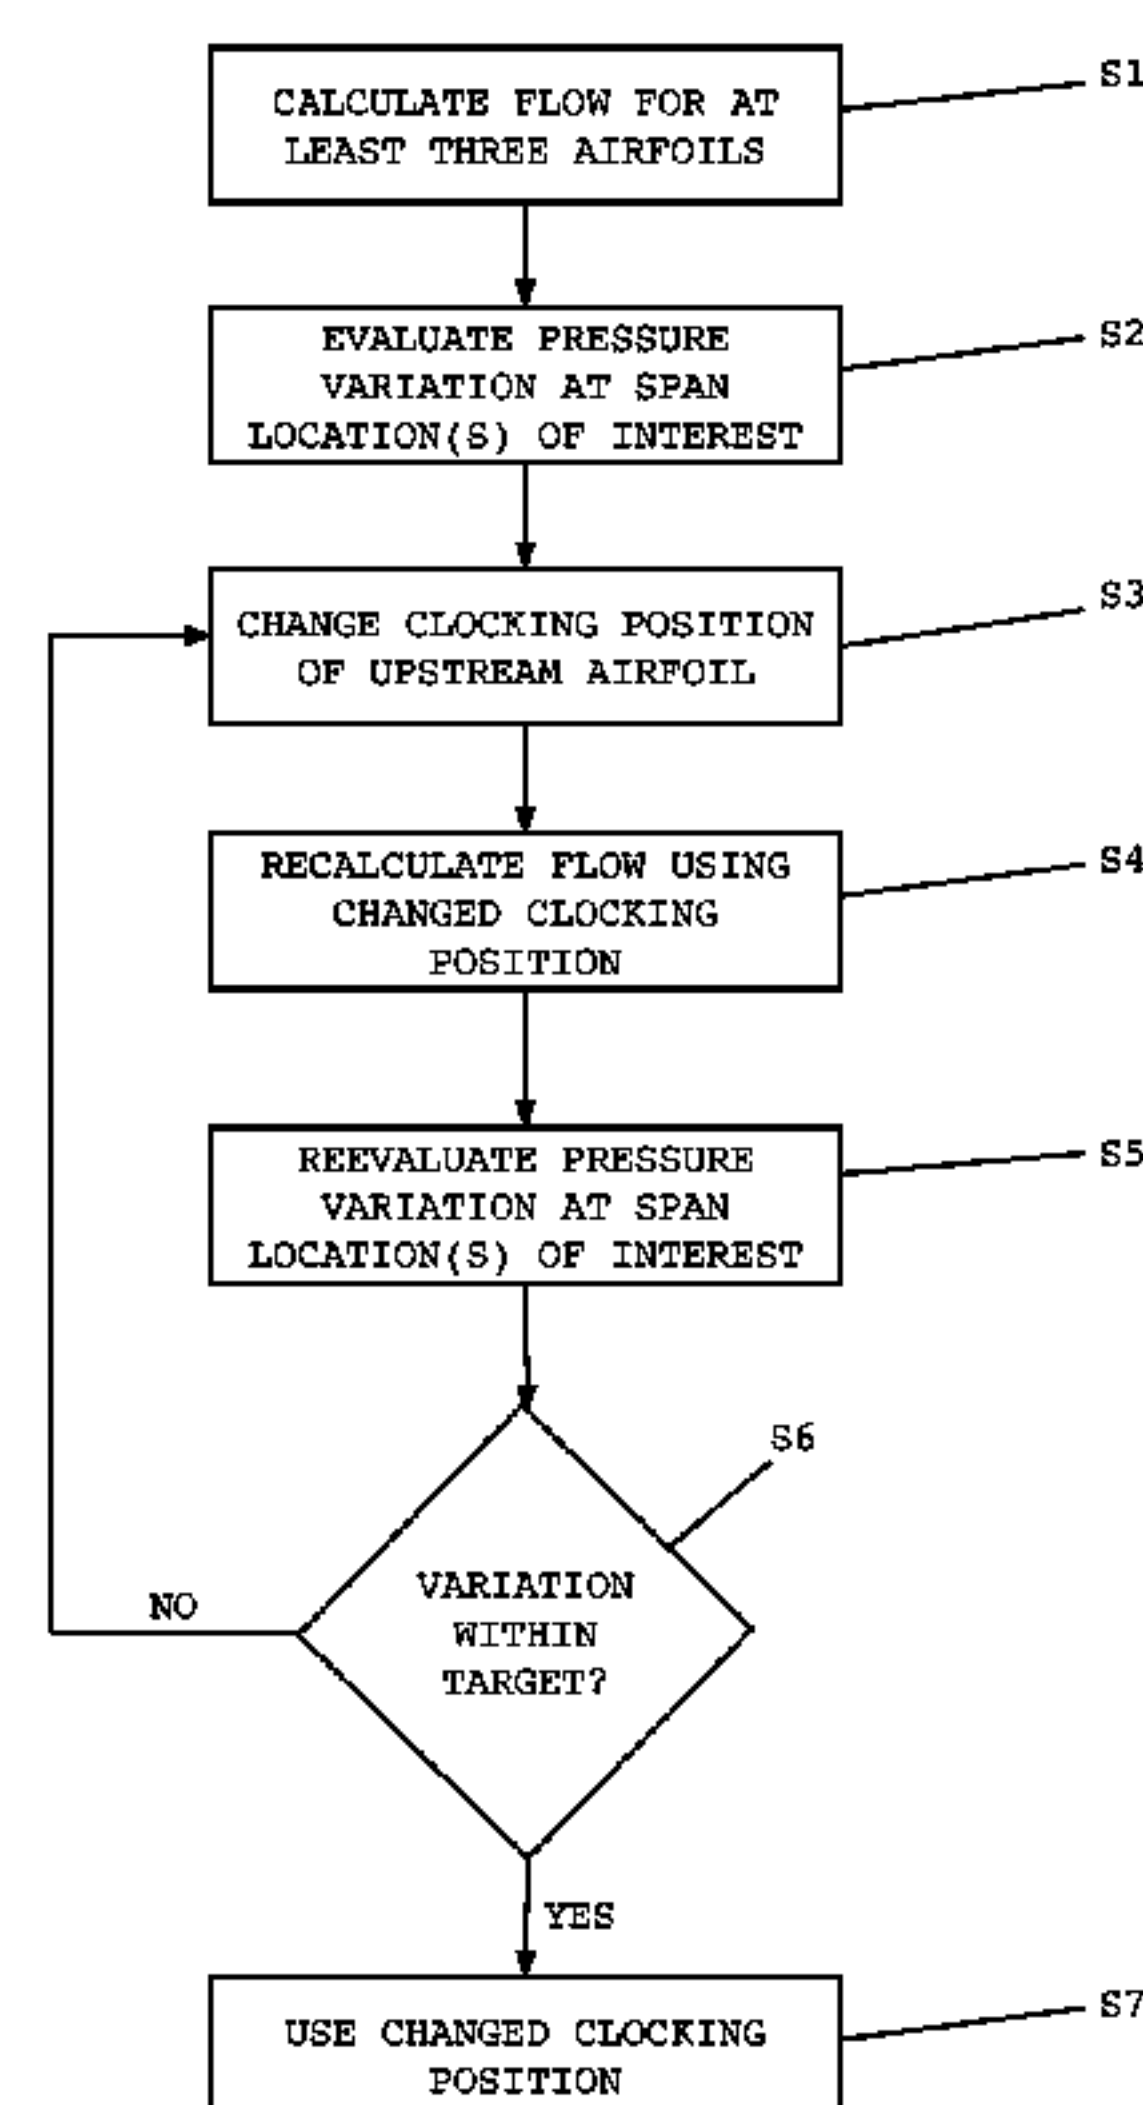 CALCULATE FLOW FOR AT
LEAST THREE AIRFOILS
S1
EVALUATE PRESSURE
VARIATION AT SPAN
LOCATION(S) OF INTEREST
S2
CHANGE CLOCKING POSITION
OF UPSTREAM AIRFOIL
S3
RECALCULATE FLOW USING
CHANGED CLOCKING
POSITION
S4
REEVALUATE PRESSURE
VARIATION AT SPAN
LOCATION(S) OF INTEREST
S5
S6
VARIATION
WITHIN
TARGET?
NO
YES
USE CHANGED CLOCKING
POSITION
S7